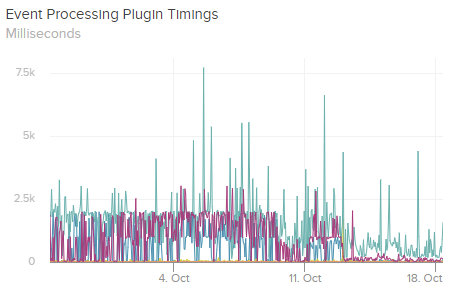 Event Processing Plugin Timings
Milliseconds
7.5k
5k
2.5k
0
4. Oct 11. Oct 18. Oct